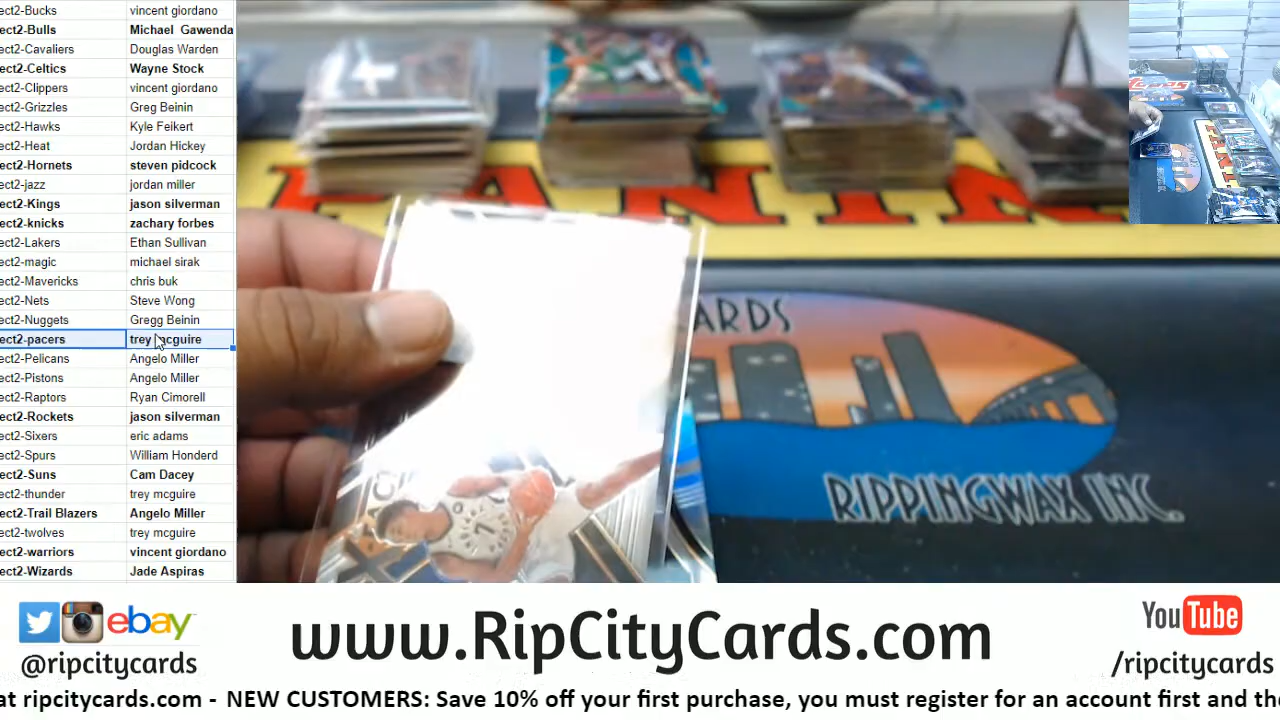 ect2-Bucks vincent giordano
ect2-Bulls Michael Gawenda
ect2-Cavaliers Douglas Warden
ect2-Celtics Wayne Stock
ect2-Clippers vincent giordano
ect2-Grizzles Greg Beinin
ect2-Hawks Kyle Feikert
ect2-Heat Jordan Hickey
ect2-Hornets steven pidcock
ect2-jazz jordan miller
ect2-Kings jason silverman
ect2-knicks zachary forbes
ect2-Lakers Ethan Sullivan
ect2-magic michael sirak
ect2-Mavericks chris buk
ect2-Nets Steve Wong
ect2-Nuggets Gregg Beinin
ect2-pacers trey mcguire
ect2-Pelicans Angelo Miller
ect2-Pistons Angelo Miller
ect2-Raptors Ryan Cimorell
ect2-Rockets jason silverman
ect2-Sixers eric adams
ect2-Spurs William Honderd
ect2-Suns Cam Dacey
ect2-thunder trey mcguire
ect2-Trail Blazers Angelo Miller
ect2-twolves trey mcguire
ect2-warriors vincent giordano
ect2-Wizards Jade Aspiras
ARDS
RIPPINGWAX INC.
7
ebay
@ripcitycards
www.RipCityCards.com
YouTube
/ripcitycards
at ripcitycards.com - NEW CUSTOMERS: Save 10% off your first purchase, you must register for an account first and the